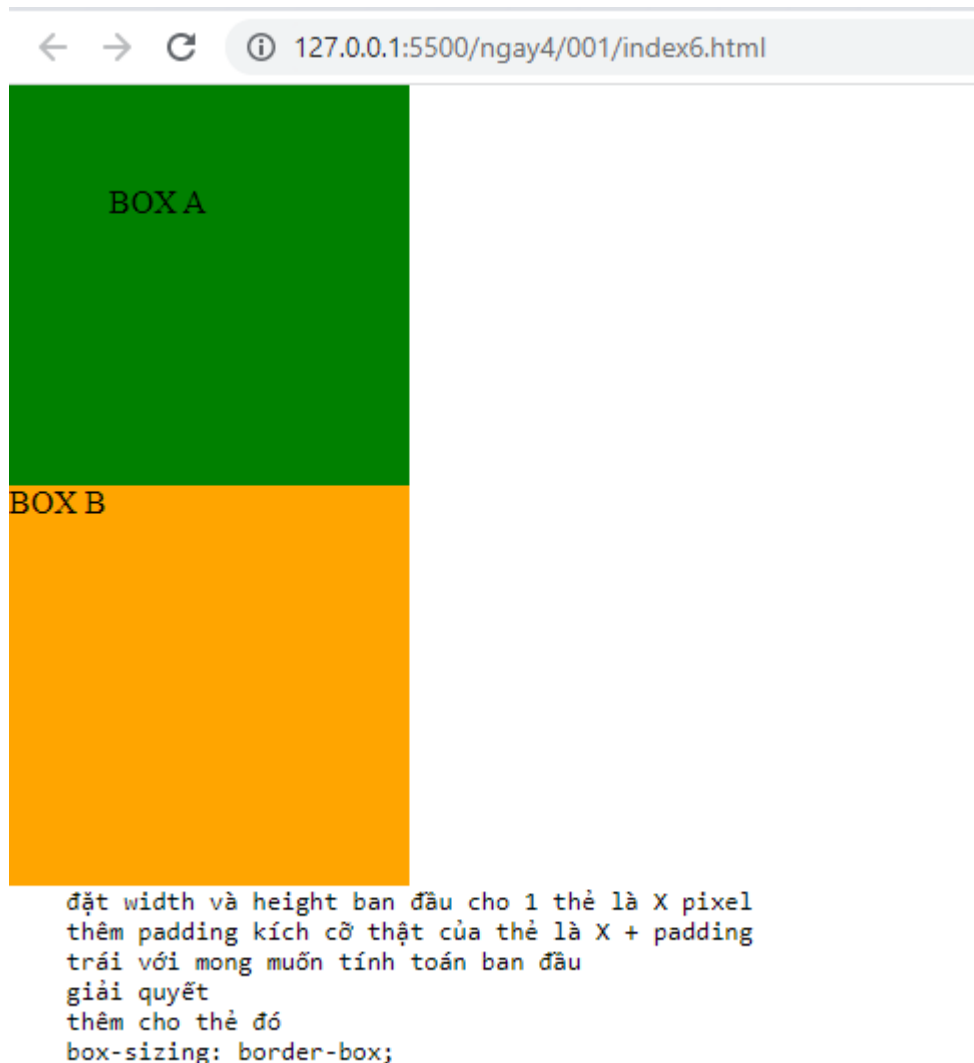 127.0.0.1:5500/ngay4/001/index6.html
BOX A
BOX B
đặt width và height ban đầu cho 1 thẻ là X pixel
thêm padding kích cỡ thật của thẻ là X + padding
trái với mong muốn tính toán ban đầu
giải quyết
thêm cho thẻ đó
box-sizing: border-box;